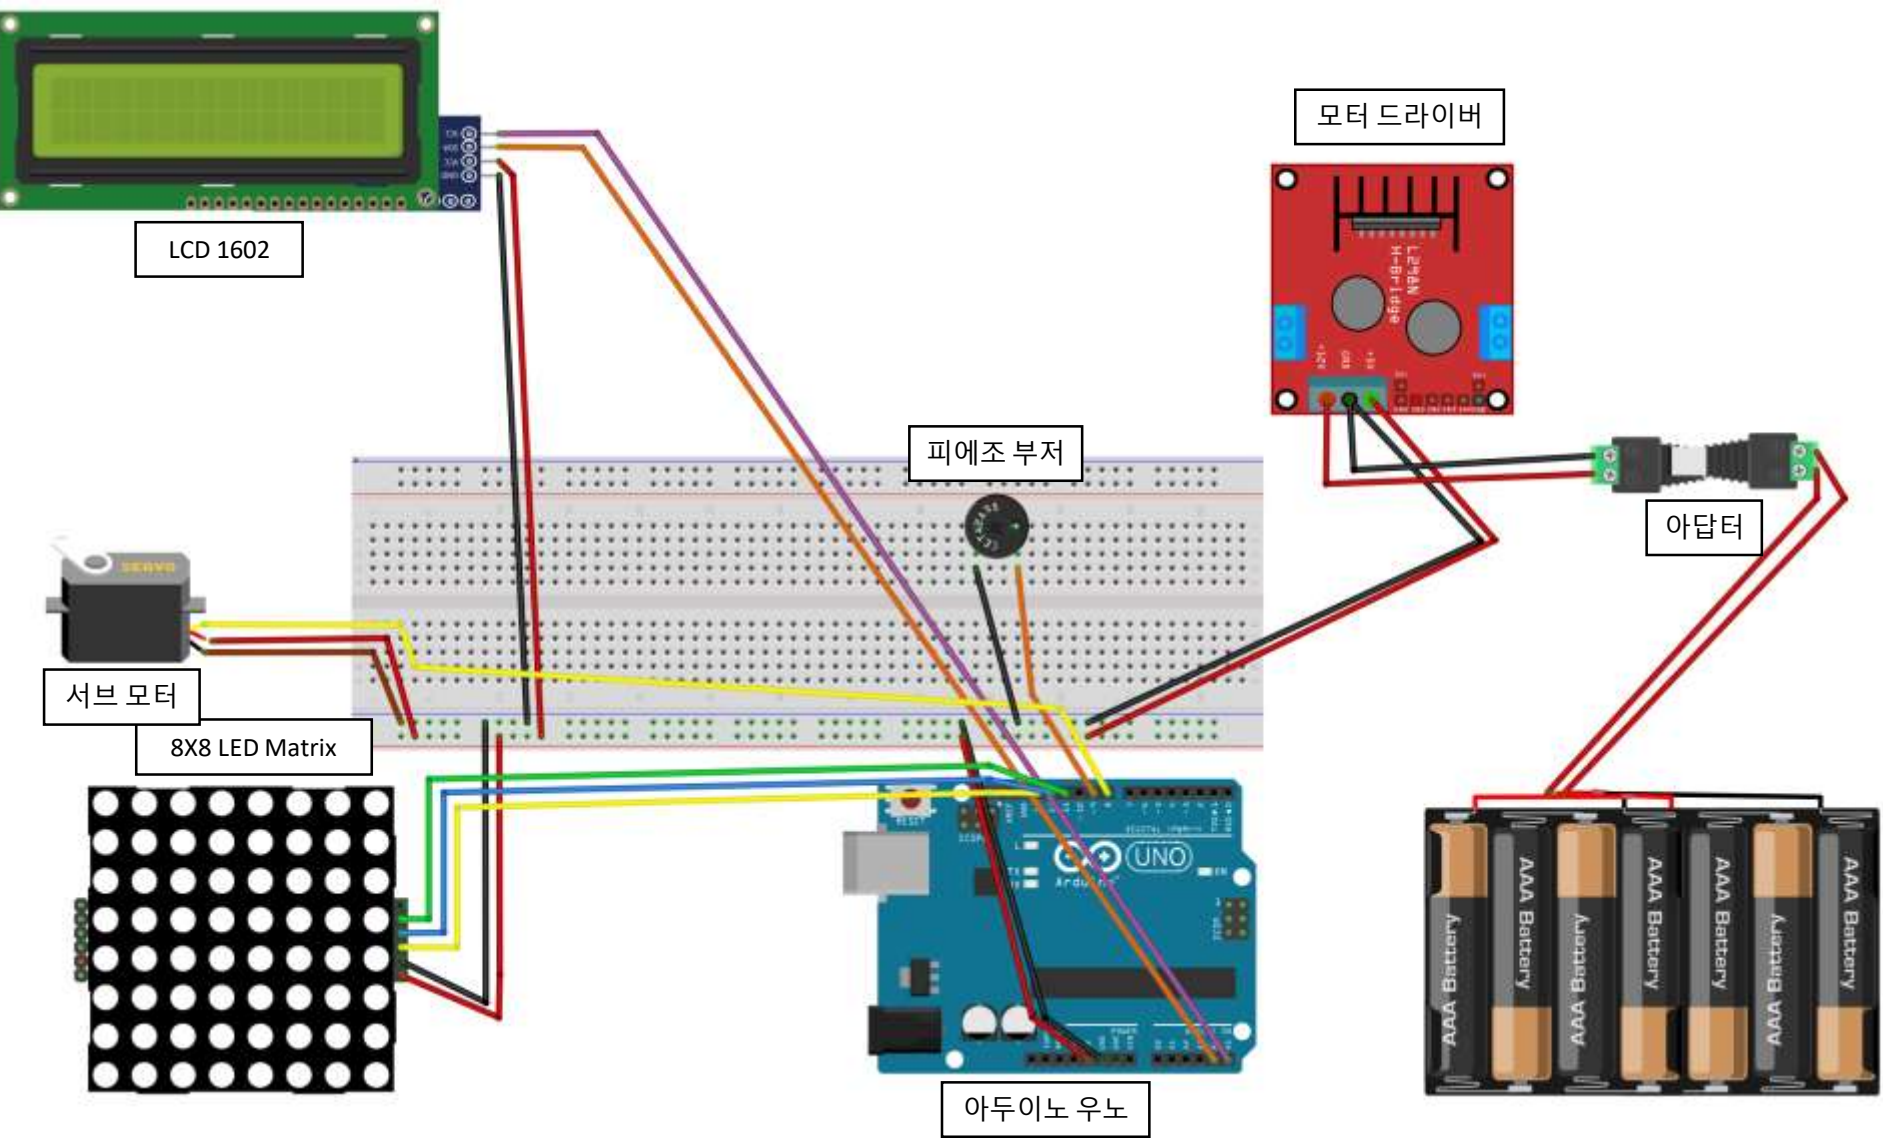 LCD 1602
모터 드라이버
L298N
H-Bridge
피에조 부저
아답터
SERVO
서브 모터
8X8 LED Matrix
RESET
UNO
Arduino
아두이노 우노
AAA Battery
AAA Battery
AAA Battery
AAA Battery
AAA Battery
AAA Battery
AAA Battery